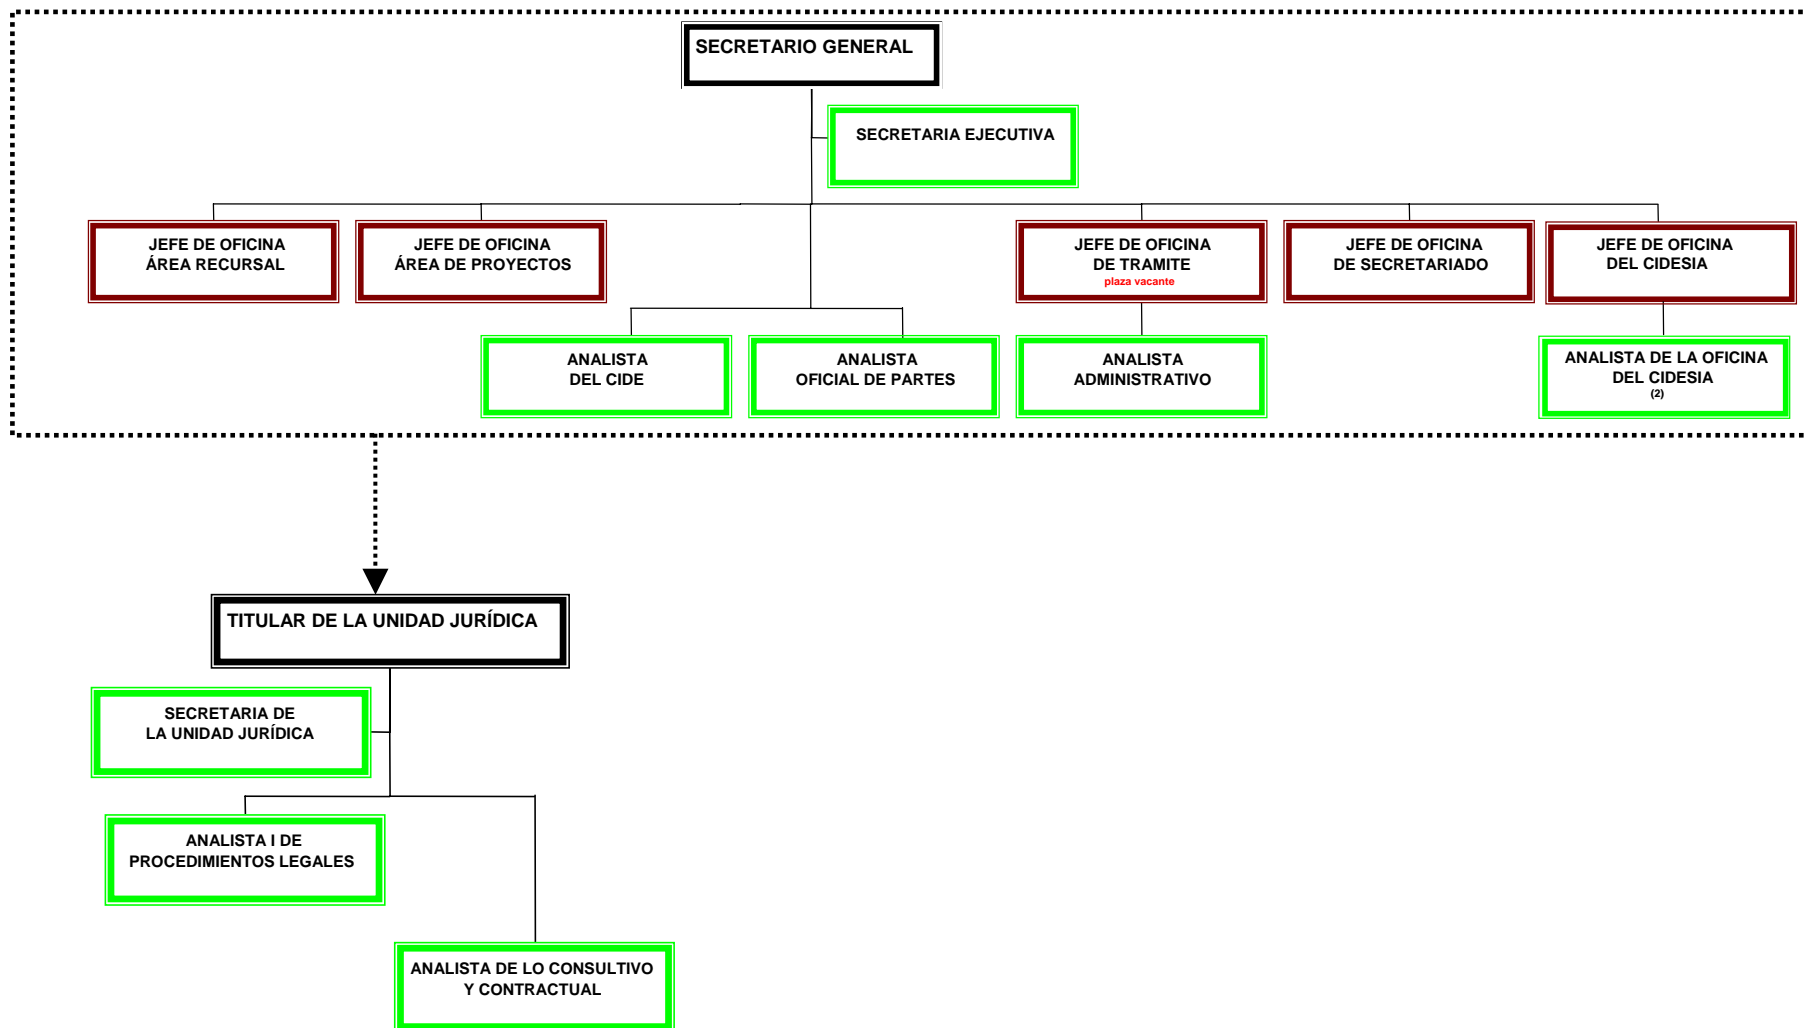 SECRETARIO GENERAL
SECRETARIA EJECUTIVA
JEFE DE OFICINA
ÁREA RECURSAL
JEFE DE OFICINA
ÁREA DE PROYECTOS
JEFE DE OFICINA
DE TRAMITE
plaza vacante
JEFE DE OFICINA
DE SECRETARIADO
JEFE DE OFICINA
DEL CIDESIA
ANALISTA
DEL CIDE
ANALISTA
OFICIAL DE PARTES
ANALISTA
ADMINISTRATIVO
ANALISTA DE LA OFICINA
DEL CIDESIA
(2)
TITULAR DE LA UNIDAD JURÍDICA
SECRETARIA DE
LA UNIDAD JURÍDICA
ANALISTA I DE
PROCEDIMIENTOS LEGALES
ANALISTA DE LO CONSULTIVO
Y CONTRACTUAL